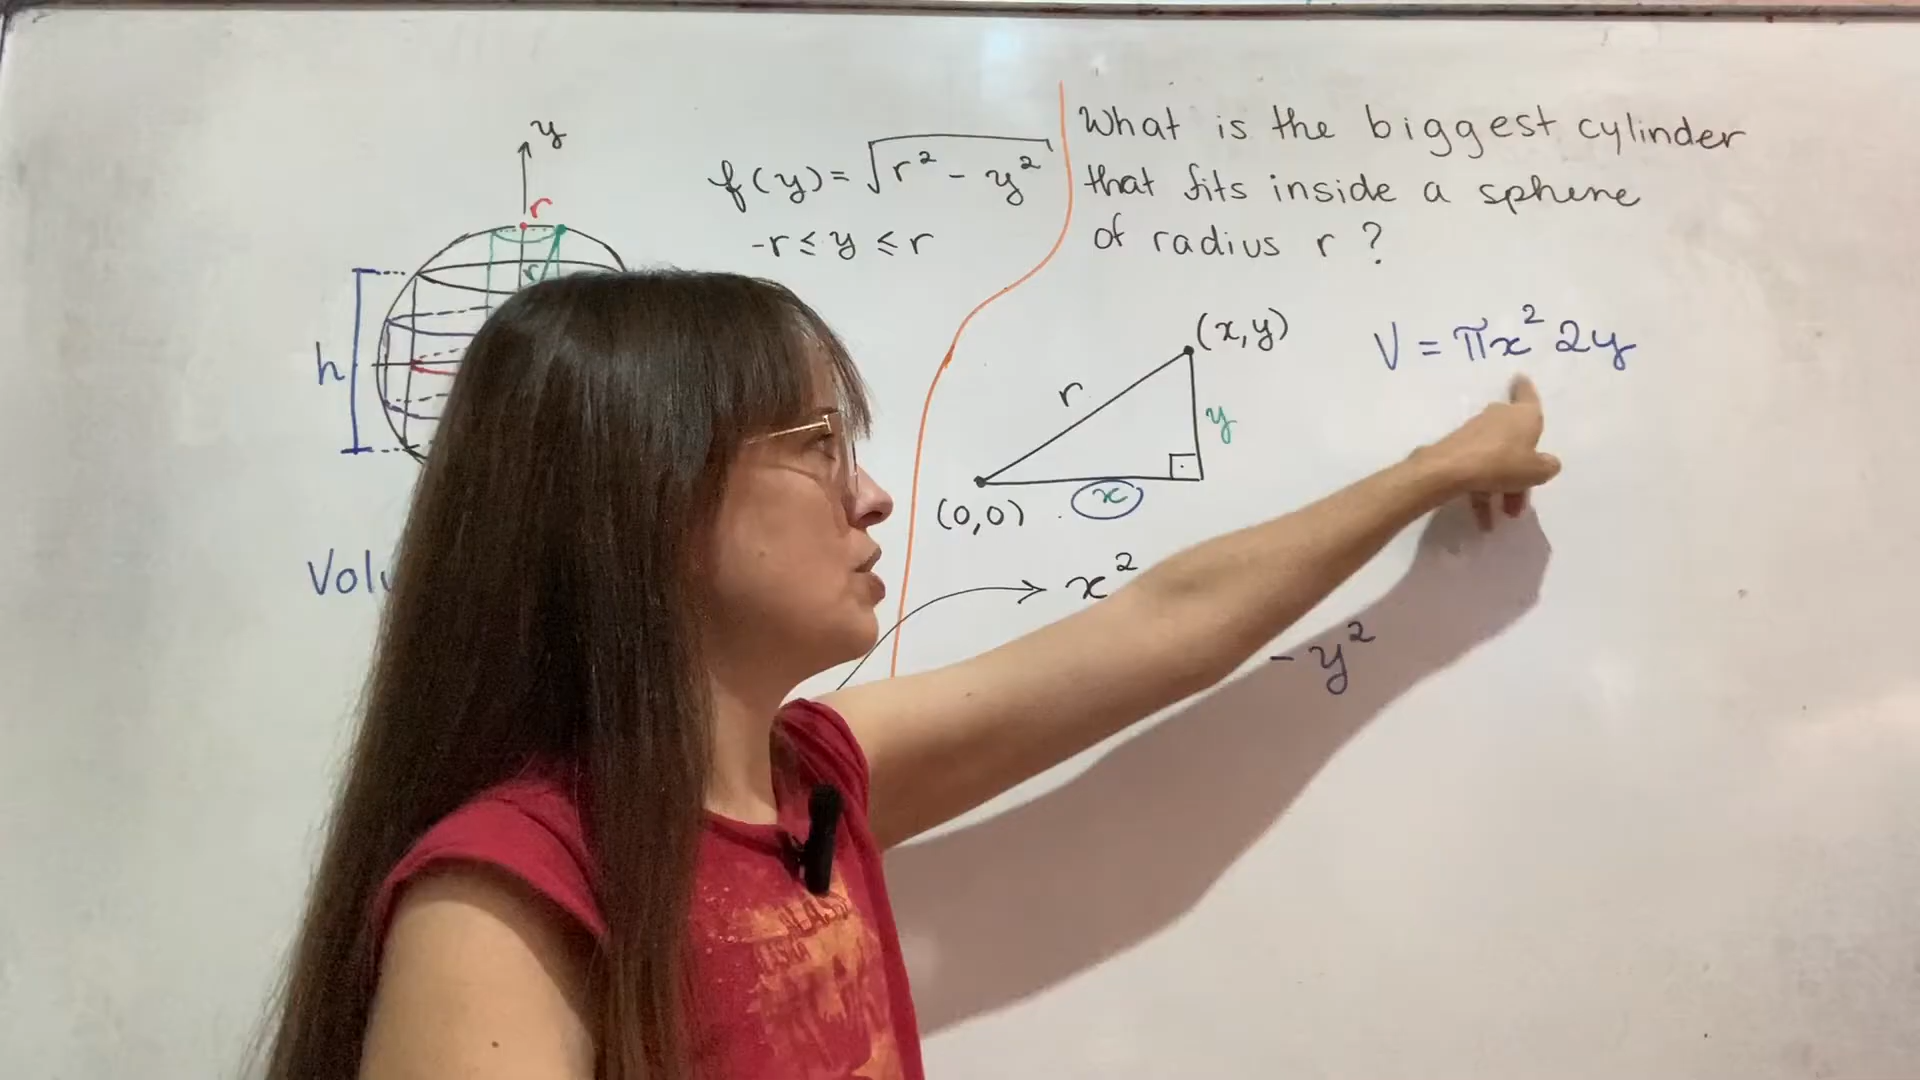 y
r
r
h
f(y) = √(r² - y²)
-r ≤ y ≤ r
What is the biggest cylinder
that fits inside a sphere
of radius r ?
(x,y)
r
y
x
(0,0)
V = πx² 2y
x²
- y²